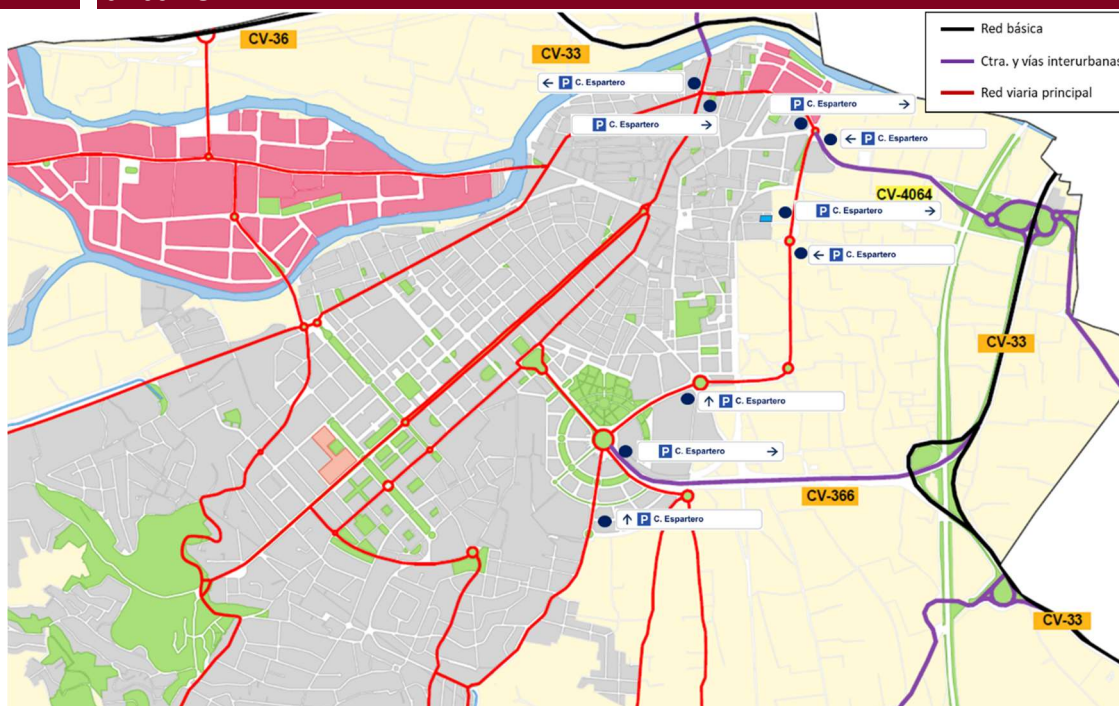 Red básica
Ctra. y vías interurbanas
Red viaria principal
CV-36
CV-33
← P C. Espartero
P C. Espartero →
P C. Espartero →
← P C. Espartero
CV-4064
P C. Espartero →
← P C. Espartero
CV-33
↑ P C. Espartero
P C. Espartero →
CV-366
↑ P C. Espartero
CV-33